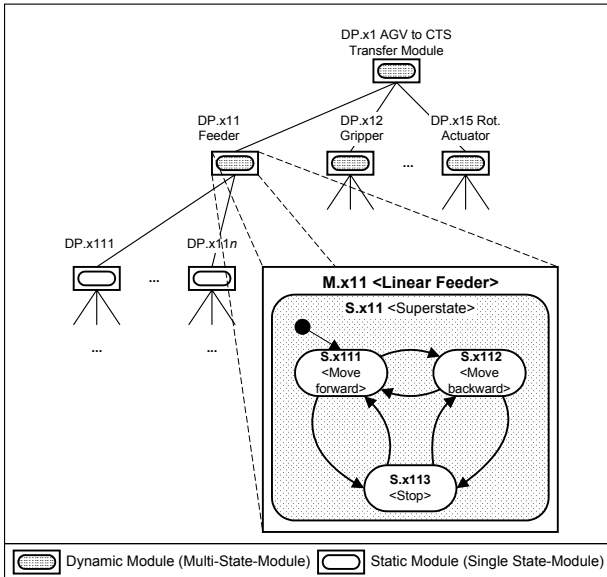 DP.x1 AGV to CTS
Transfer Module
DP.x11
Feeder
DP.x12
Gripper
...
DP.x15 Rot.
Actuator
DP.x111
...
DP.x11n
...
...
M.x11 <Linear Feeder>
S.x11 <Superstate>
S.x111
<Move
forward>
S.x112
<Move
backward>
S.x113
<Stop>
Dynamic Module (Multi-State-Module)
Static Module (Single State-Module)